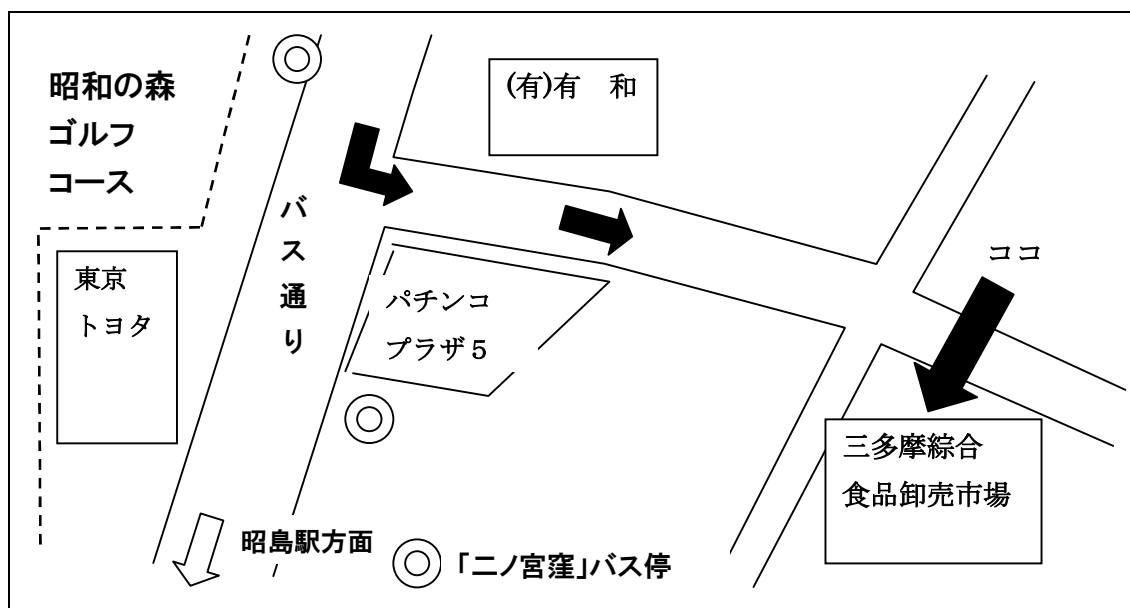 昭和の森
ゴルフ
コース
(有)有　和
バス通り
東京
トヨタ
パチンコ
プラザ５
ココ
三多摩綜合
食品卸売市場
昭島駅方面
「二ノ宮窪」バス停